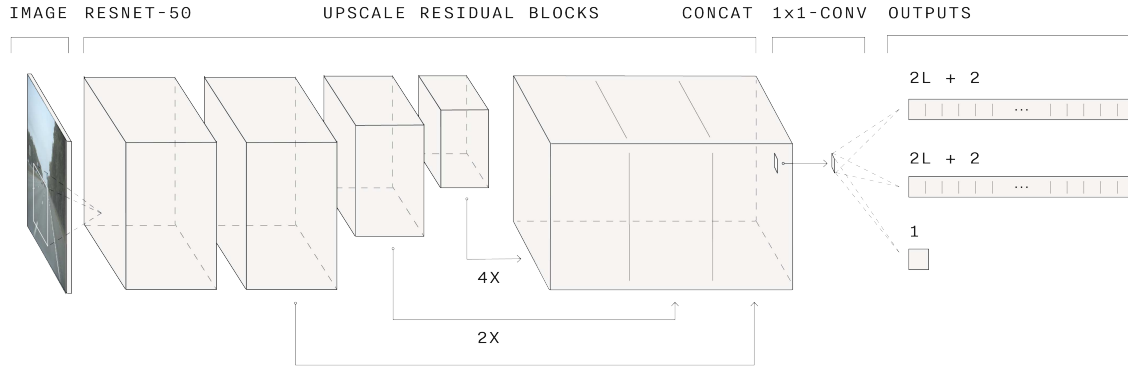 IMAGE RESNET-50 UPSCALE RESIDUAL BLOCKS CONCAT 1x1-CONV OUTPUTS
2L + 2
...
2L + 2
...
1
4X
2X